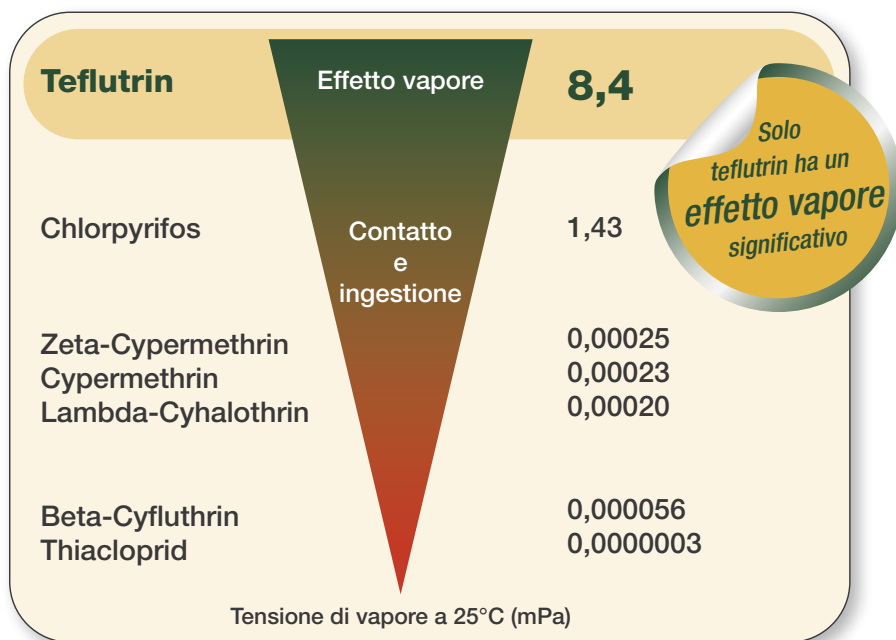 Teflutrin
Effetto vapore
8,4
Solo
teflutrin ha un
effetto vapore
significativo
Chlorpyrifos
Contatto
e
ingestione
1,43
Zeta-Cypermethrin
0,00025
Cypermethrin
0,00023
Lambda-Cyhalothrin
0,00020
Beta-Cyfluthrin
0,000056
Thiacloprid
0,0000003
Tensione di vapore a 25°C (mPa)